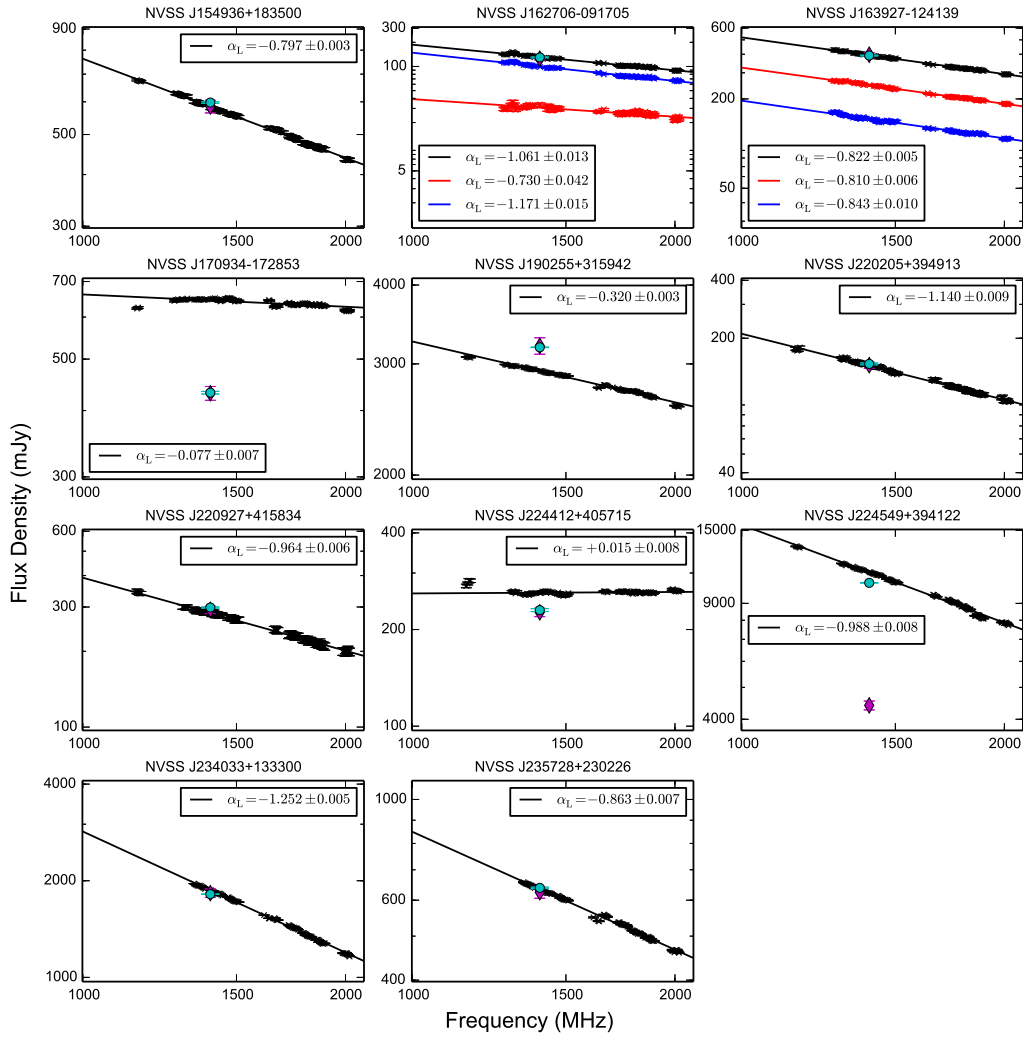 NVSS J154936+183500
NVSS J162706-091705
NVSS J163927-124139
900
500
300
1000
1500
2000
α_L=−0.797±0.003
300
100
5
1000
1500
2000
α_L=−1.061±0.013
α_L=−0.730±0.042
α_L=−1.171±0.015
600
200
50
1000
1500
2000
α_L=−0.822±0.005
α_L=−0.810±0.006
α_L=−0.843±0.010
NVSS J170934-172853
NVSS J190255+315942
NVSS J220205+394913
700
500
300
1000
1500
2000
α_L=−0.077±0.007
4000
3000
2000
1000
1500
2000
α_L=−0.320±0.003
400
200
40
1000
1500
2000
α_L=−1.140±0.009
Flux Density (mJy)
NVSS J220927+415834
NVSS J224412+405715
NVSS J224549+394122
600
300
100
1000
1500
2000
α_L=−0.964±0.006
400
200
100
1000
1500
2000
α_L=+0.015±0.008
15000
9000
4000
1000
1500
2000
α_L=−0.988±0.008
NVSS J234033+133300
NVSS J235728+230226
4000
2000
1000
1000
1500
2000
α_L=−1.252±0.005
1000
600
400
1000
1500
2000
α_L=−0.863±0.007
Frequency (MHz)